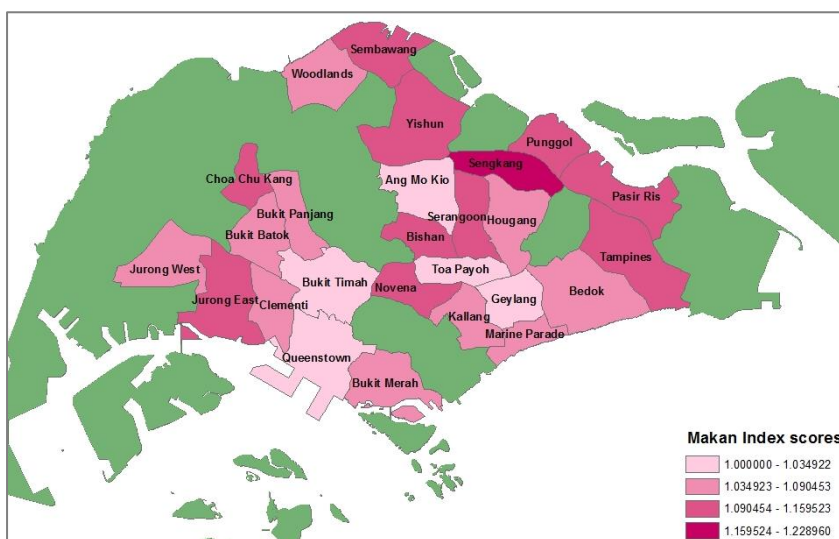 Sembawang
Woodlands
Yishun
Punggol
Sengkang
Choa Chu Kang
Ang Mo Kio
Pasir Ris
Bukit Panjang
Serangoon
Hougang
Bukit Batok
Bishan
Tampines
Jurong West
Toa Payoh
Bukit Timah
Novena
Bedok
Jurong East
Geylang
Clementi
Kallang
Marine Parade
Queenstown
Bukit Merah
Makan Index scores
1.000000 - 1.034922
1.034923 - 1.090453
1.090454 - 1.159523
1.159524 - 1.228960